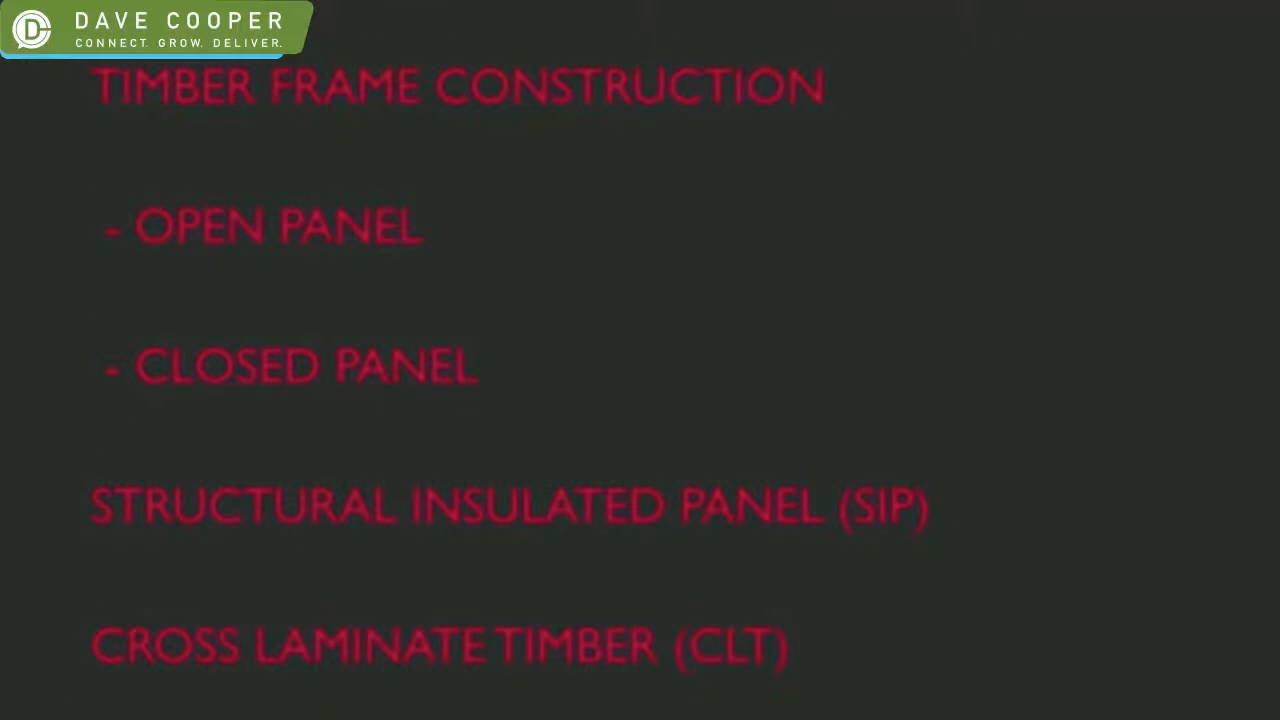 DAVE COOPER
CONNECT. GROW. DELIVER.
TIMBER FRAME CONSTRUCTION
- OPEN PANEL
- CLOSED PANEL
STRUCTURAL INSULATED PANEL (SIP)
CROSS LAMINATE TIMBER (CLT)